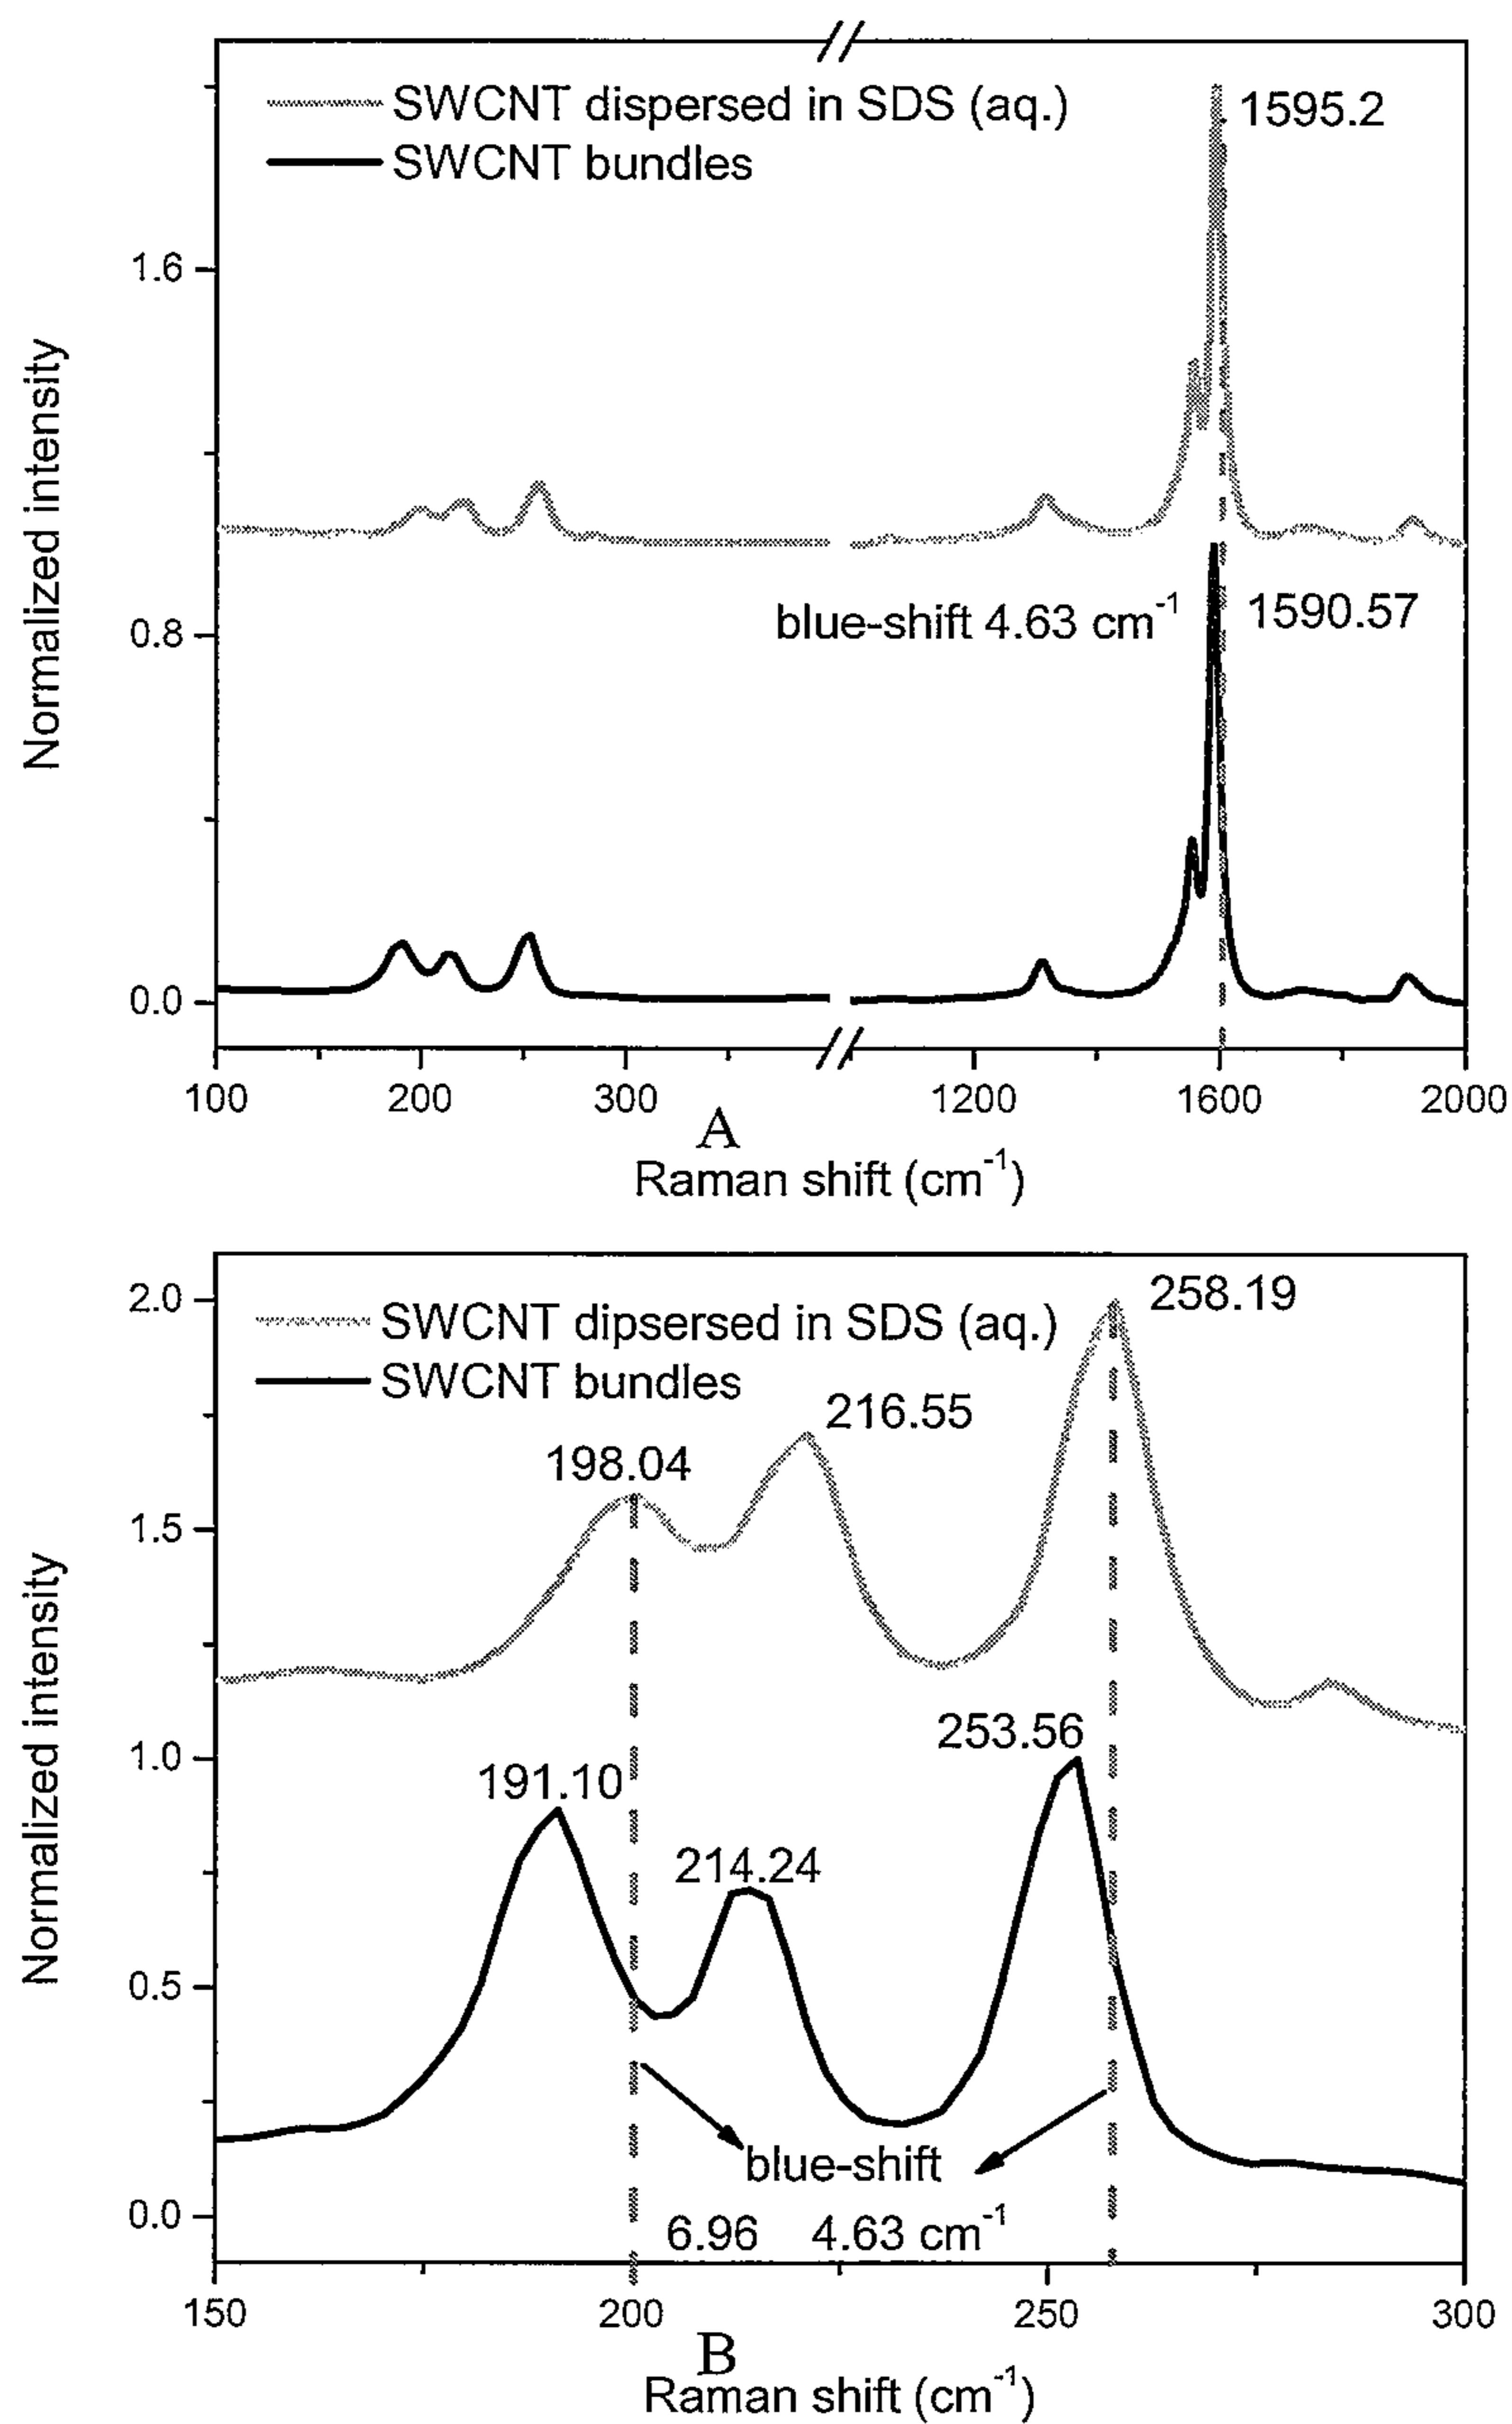 SWCNT dispersed in SDS (aq.)
SWCNT bundles
1595.2
1.6
0.8
0.0
blue-shift 4.63 cm⁻¹
1590.57
Normalized intensity
100 200 300 1200 1600 2000
A
Raman shift (cm⁻¹)
SWCNT dipsersed in SDS (aq.)
SWCNT bundles
258.19
216.55
198.04
2.0
1.5
1.0
0.5
0.0
253.56
191.10
214.24
blue-shift
6.96 4.63 cm⁻¹
Normalized intensity
150 200 250 300
B
Raman shift (cm⁻¹)